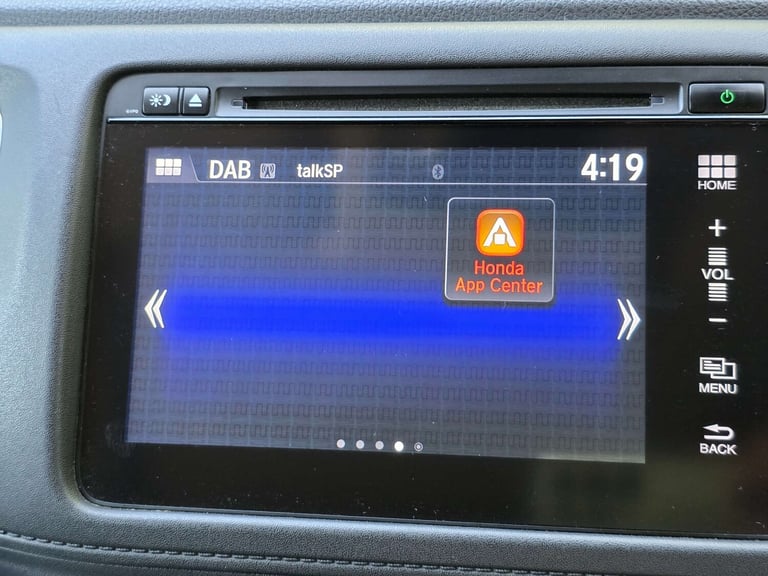 DAB talkSP 4:19
Honda
App Center
HOME
+
VOL
−
MENU
BACK